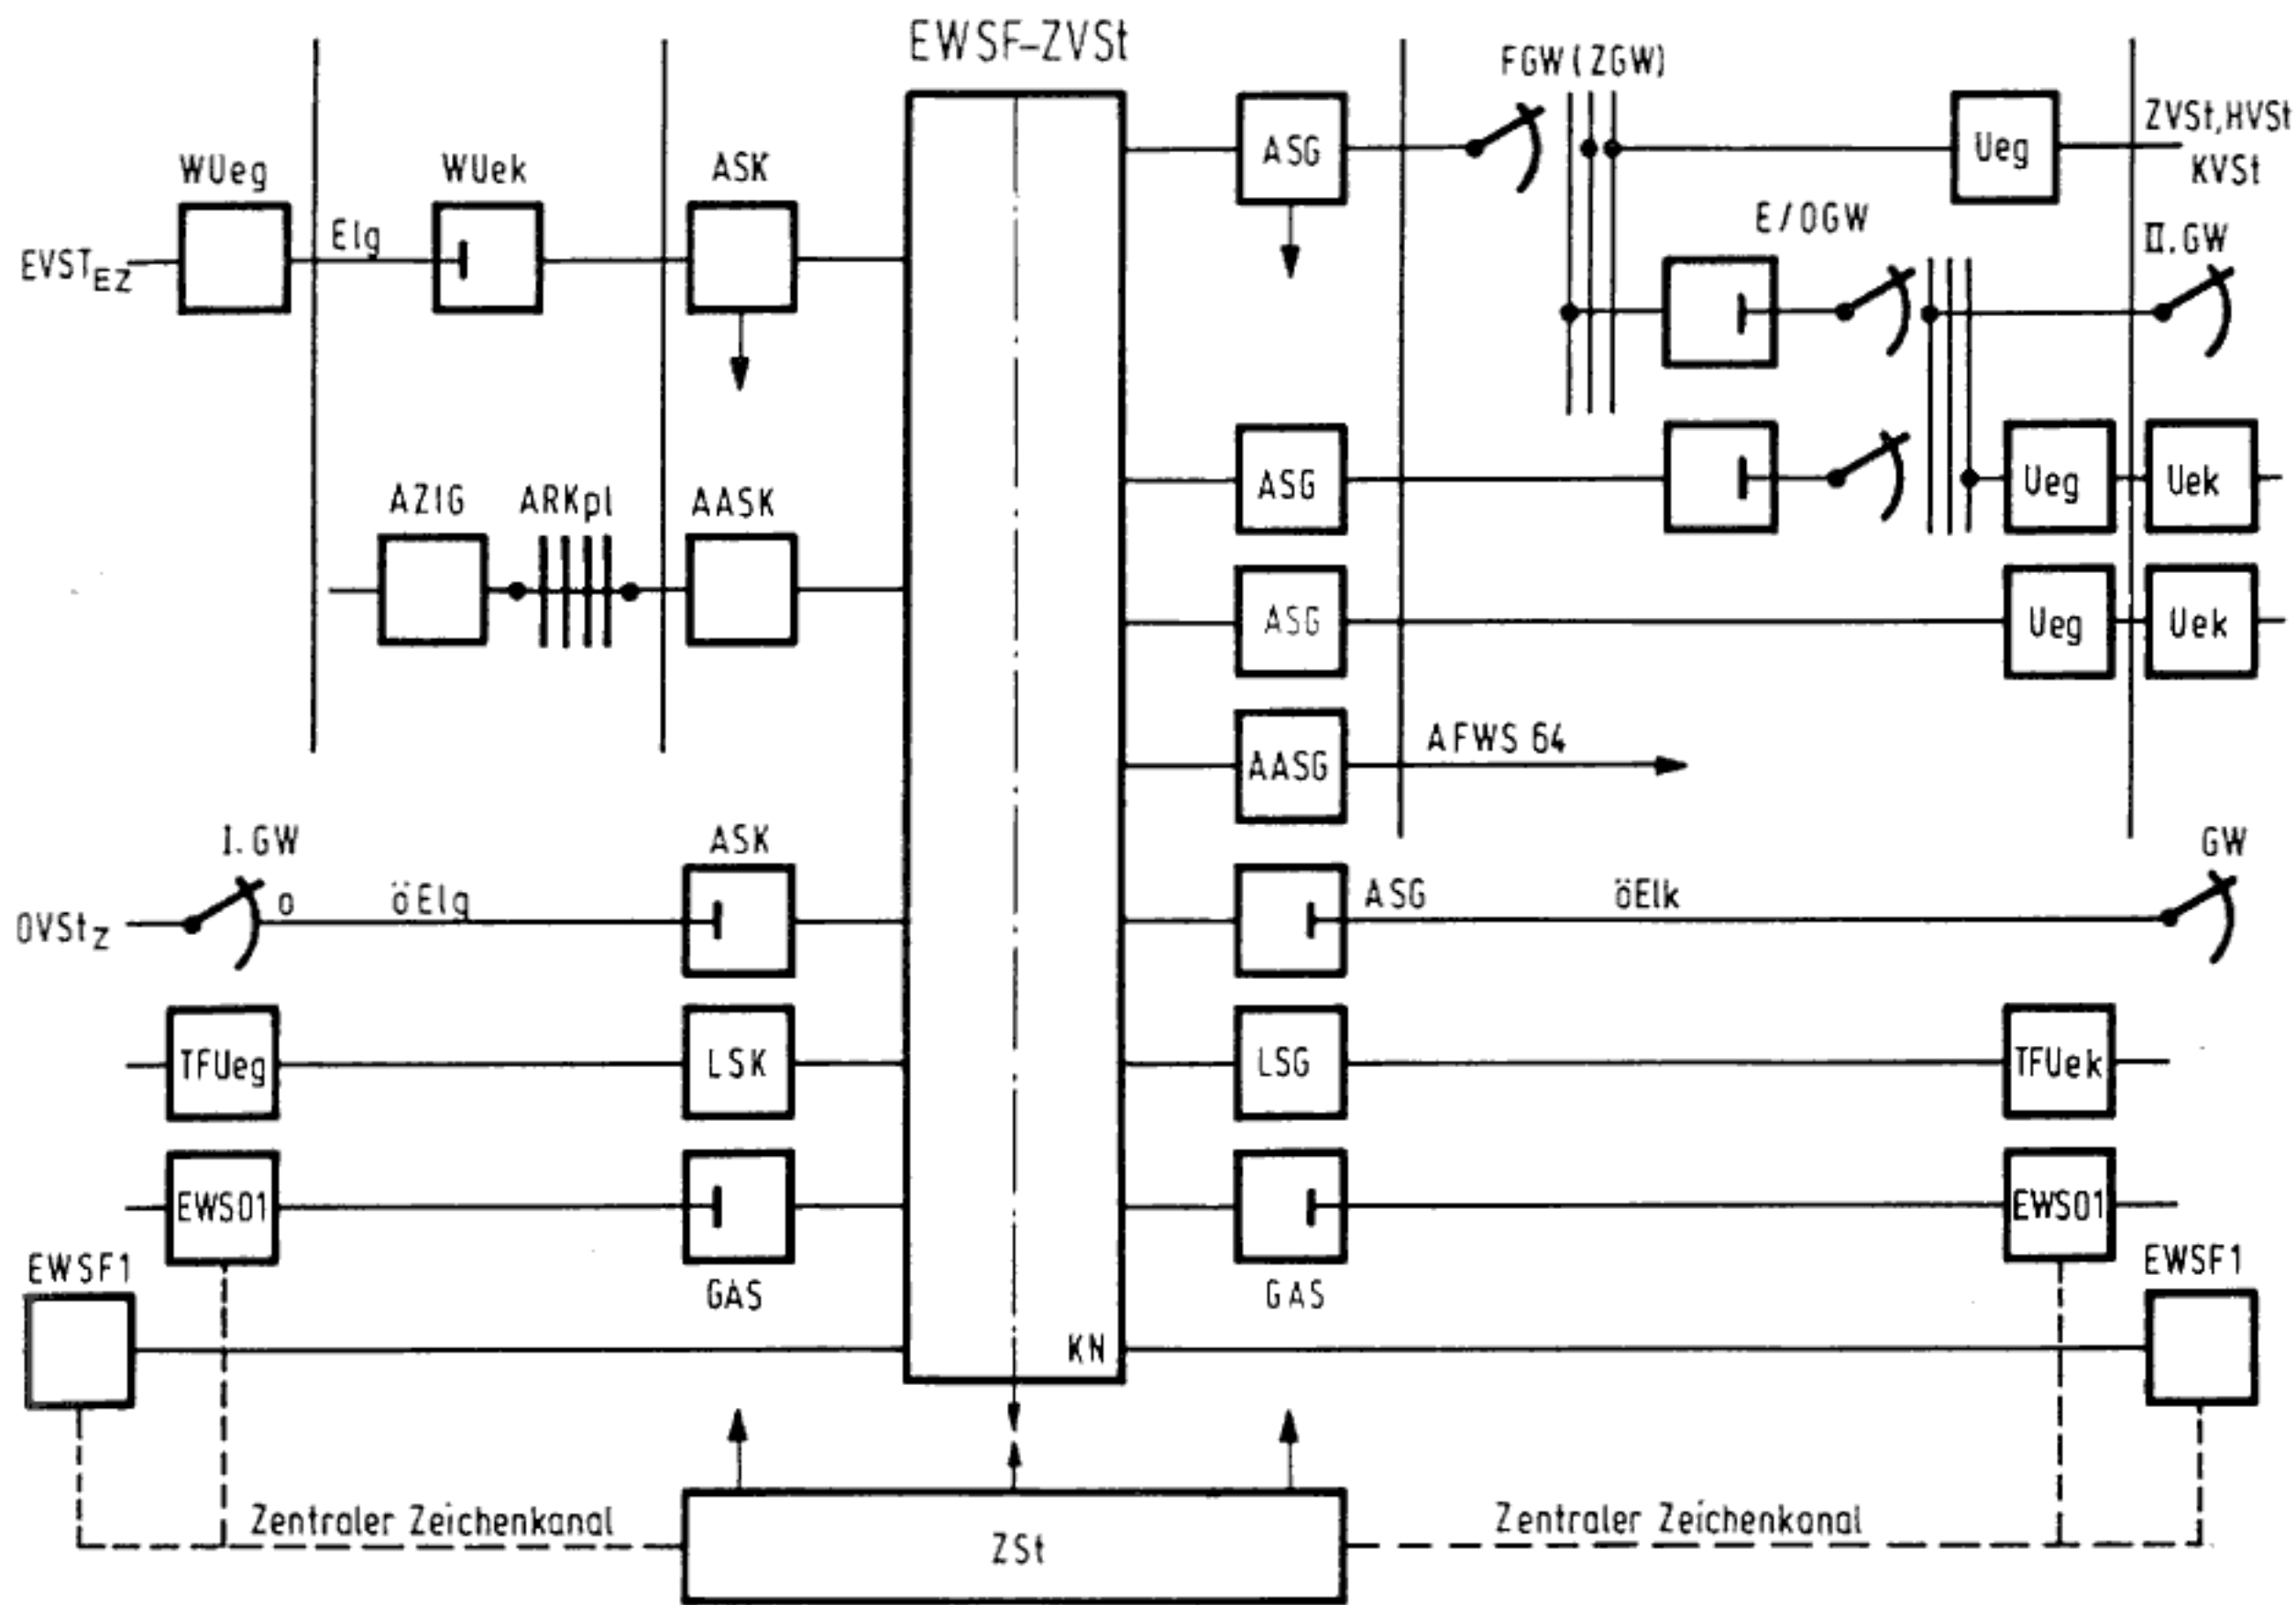 EWSF-ZVSt
FGW (ZGW)
ZVSt, HVSt
KVSt
WUeg
WUek
ASK
ASG
Ueg
EVST EZ
Elg
E/OGW
II.GW
AZIG
ARKpl
AASK
ASG
Ueg
Uek
ASG
Ueg
Uek
AASG
AFWS 64
I. GW
ASK
GW
OVSt Z
o
öElg
ASG
öElk
TFUeg
LSK
LSG
TFUek
EWSO1
EWSO1
EWSF1
GAS
GAS
EWSF1
KN
Zentraler Zeichenkanal
ZSt
Zentraler Zeichenkanal